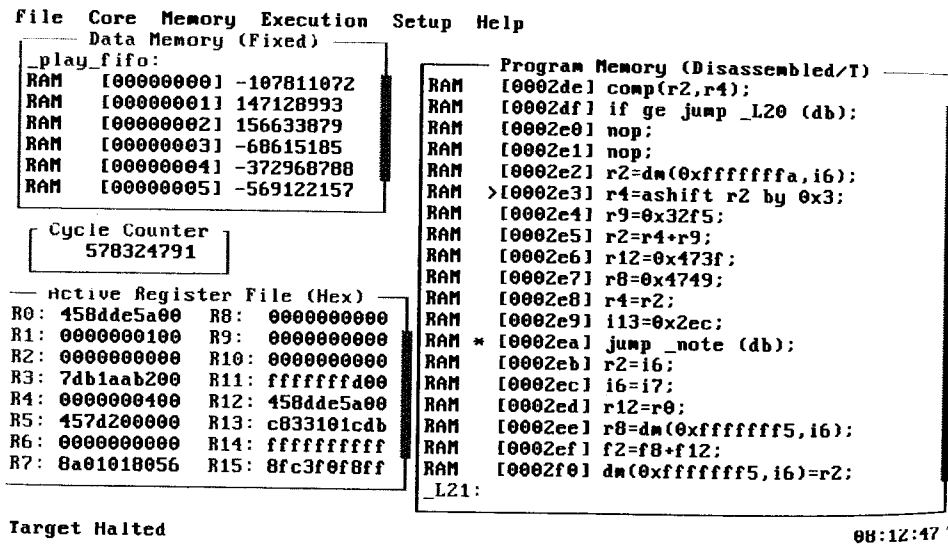 File Core Memory Execution Setup Help
Data Memory (Fixed)
_play_fifo:
RAM [00000000] -107811072
RAM [00000001] 147128993
RAM [00000002] 156633879
RAM [00000003] -68615185
RAM [00000004] -372968788
RAM [00000005] -569122157
Cycle Counter
578324791
Active Register File (Hex)
R0: 458dde5a00 R8: 0000000000
R1: 0000000100 R9: 0000000000
R2: 0000000000 R10: 0000000000
R3: 7db1aab200 R11: fffffffd00
R4: 0000000400 R12: 458dde5a00
R5: 457d200000 R13: c833101cdb
R6: 0000000000 R14: ffffffffff
R7: 8a01018056 R15: 8fc3f0f8ff
Program Memory (Disassembled/T)
RAM [0002de] comp(r2,r4);
RAM [0002df] if ge jump _L20 (db);
RAM [0002e0] nop;
RAM [0002e1] nop;
RAM [0002e2] r2=dm(0xfffffffa,i6);
RAM >[0002e3] r4=ashift r2 by 0x3;
RAM [0002e4] r9=0x32f5;
RAM [0002e5] r2=r4+r9;
RAM [0002e6] r12=0x473f;
RAM [0002e7] r8=0x4749;
RAM [0002e8] r4=r2;
RAM [0002e9] i13=0x2ec;
RAM * [0002ea] jump _note (db);
RAM [0002eb] r2=i6;
RAM [0002ec] i6=i7;
RAM [0002ed] r12=r0;
RAM [0002ee] r8=dm(0xfffffff5,i6);
RAM [0002ef] f2=f8+f12;
RAM [0002f0] dm(0xfffffff5,i6)=r2;
_L21:
Target Halted
08:12:47